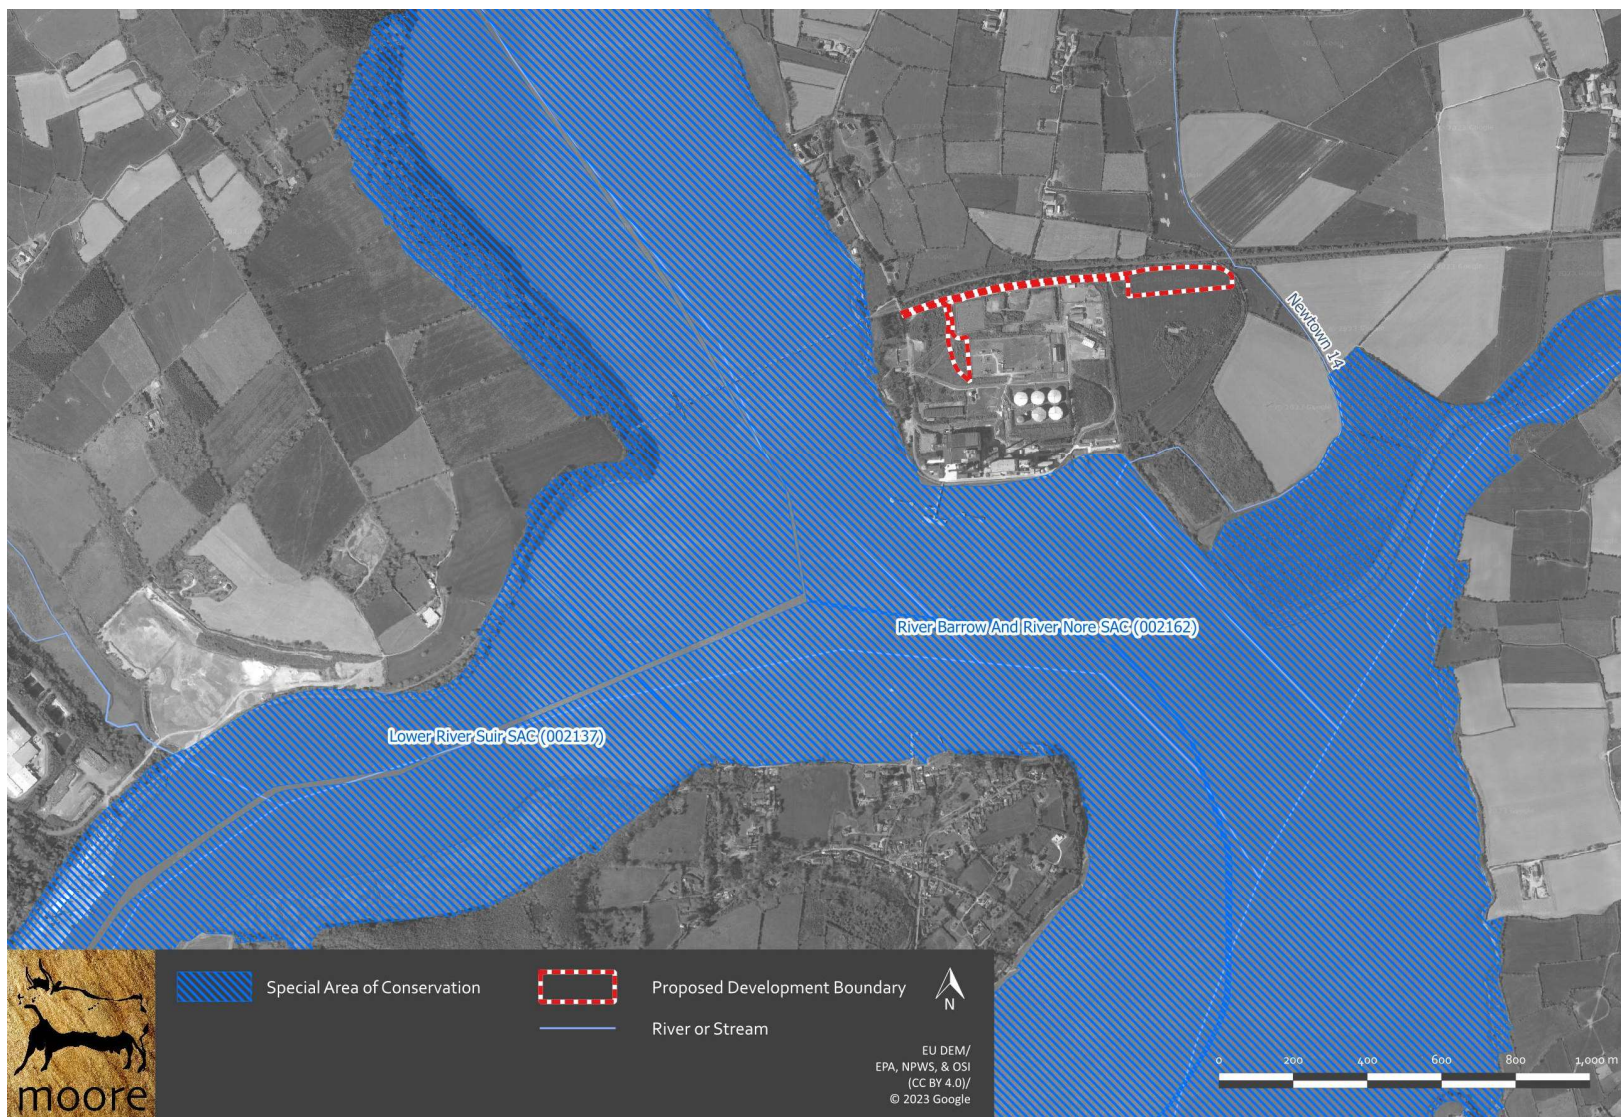 Newtown 14
River Barrow And River Nore SAC (002162)
Lower River Suir SAC (002137)
moore
Special Area of Conservation
Proposed Development Boundary
River or Stream
N
EU DEM/
EPA, NPWS, & OSI
(CC BY 4.0)/
© 2023 Google
0 200 400 600 800 1,000 m